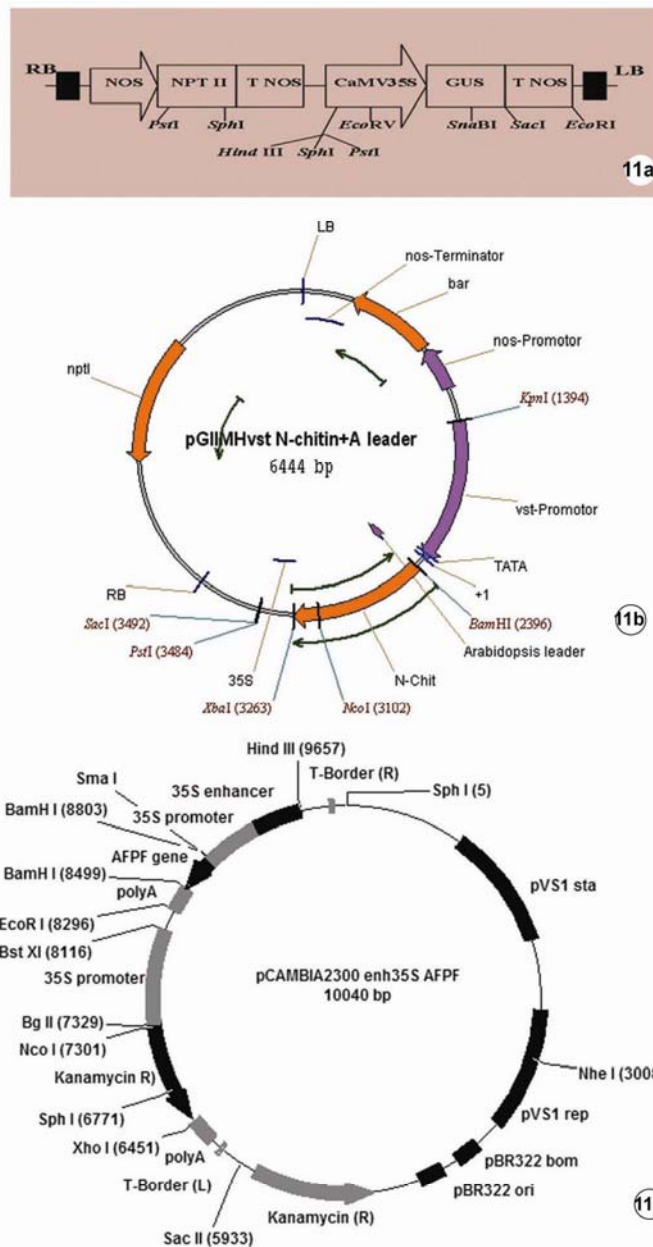 RB
LB
NOS
NPT II
T NOS
CaMV35S
GUS
T NOS
PstI
SphI
EcoRV
SnaBI
SacI
EcoRI
Hind III
SphI
PstI
11a
LB
nos-Terminator
bar
nos-Promotor
nptI
KpnI (1394)
pGIIMHvst N-chitin+A leader
6444 bp
vst-Promotor
TATA
+1
RB
BamHI (2396)
SacI (3492)
Arabidopsis leader
PstI (3484)
35S
N-Chit
XbaI (3263)
NcoI (3102)
11b
Hind III (9657)
T-Border (R)
Sma I
35S enhancer
Sph I (5)
35S promoter
BamH I (8803)
AFPF gene
BamH I (8499)
polyA
pVS1 sta
EcoR I (8296)
Bst XI (8116)
35S promoter
pCAMBIA2300 enh35S AFPF
10040 bp
Bg II (7329)
Nco I (7301)
Kanamycin R)
Nhe I (3008
Sph I (6771)
pVS1 rep
Xho I (6451)
polyA
pBR322 bom
T-Border (L)
pBR322 ori
Kanamycin (R)
Sac II (5933)
11